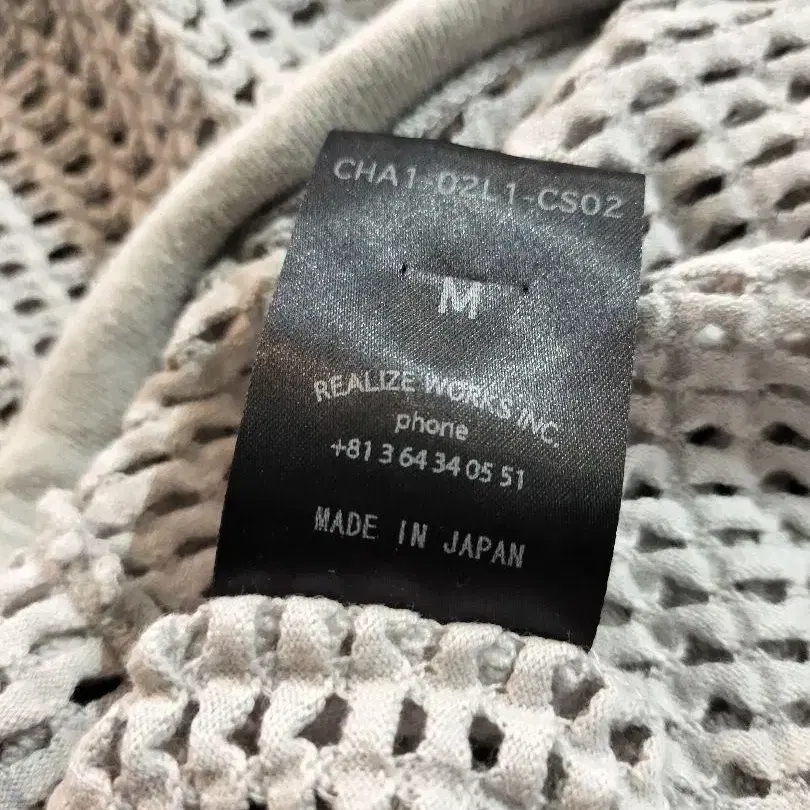 CHA1-02L1-CS02
M
REALIZE WORKS INC.
phone
+81 3 64 34 05 51
MADE IN JAPAN